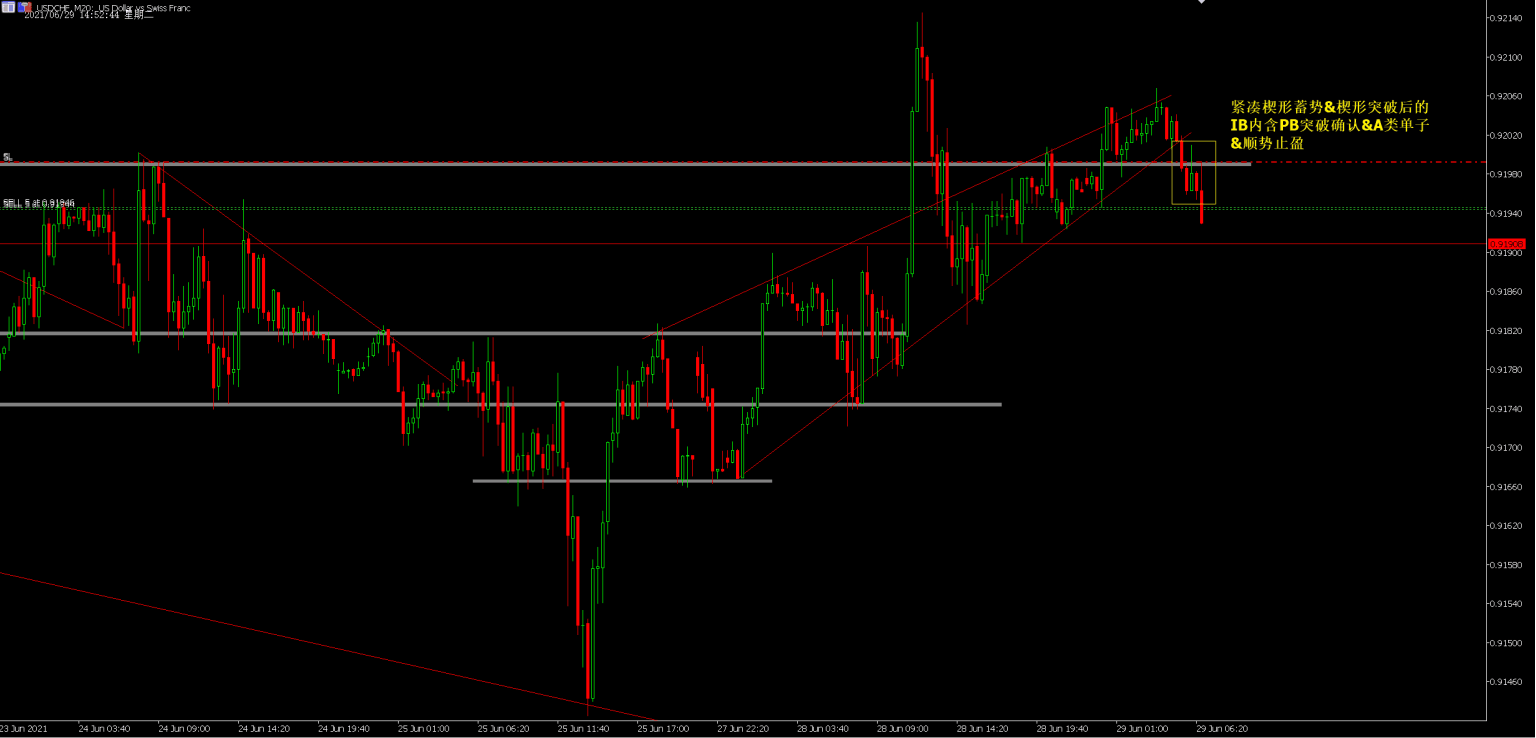 USDCHF, M20: US Dollar vs Swiss Franc
2021/06/29 14:52:44 星期二
紧凑楔形蓄势&楔形突破后的
IB内含PB突破确认&A类单子
&顺势止盈
SL
SELL 5 at 0.91946
0.92140
0.92100
0.92060
0.92020
0.91980
0.91940
0.91900
0.91860
0.91820
0.91780
0.91740
0.91700
0.91660
0.91620
0.91580
0.91540
0.91500
0.91460
23 Jun 2021
24 Jun 03:40
24 Jun 09:00
24 Jun 14:20
24 Jun 19:40
25 Jun 01:00
25 Jun 06:20
25 Jun 11:40
25 Jun 17:00
27 Jun 22:20
28 Jun 03:40
28 Jun 09:00
28 Jun 14:20
28 Jun 19:40
29 Jun 01:00
29 Jun 06:20